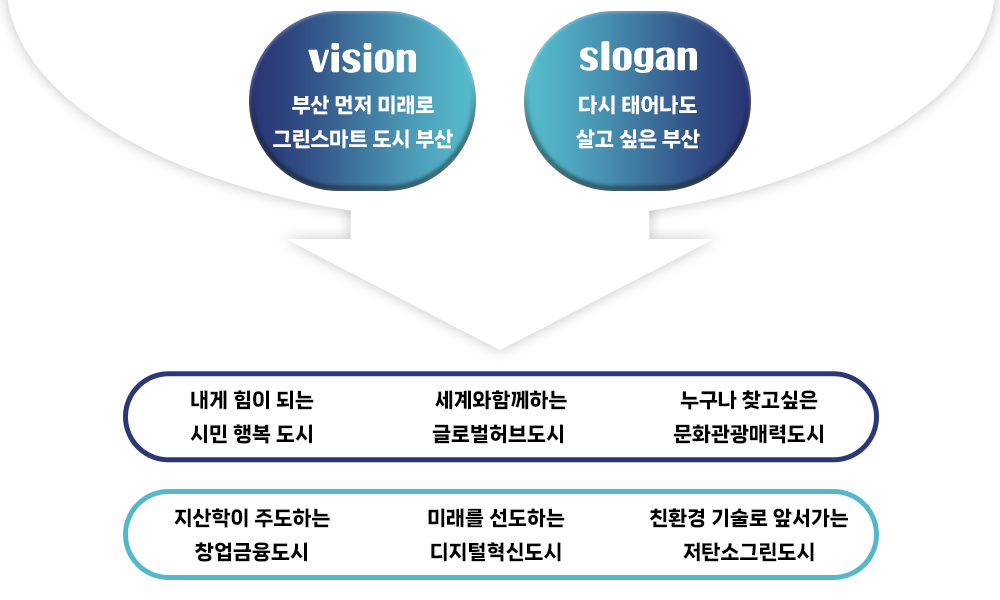 vision
부산 먼저 미래로
그린스마트 도시 부산
slogan
다시 태어나도
살고 싶은 부산
내게 힘이 되는
시민 행복 도시
세계와함께하는
글로벌허브도시
누구나 찾고싶은
문화관광매력도시
지산학이 주도하는
창업금융도시
미래를 선도하는
디지털혁신도시
친환경 기술로 앞서가는
저탄소그린도시